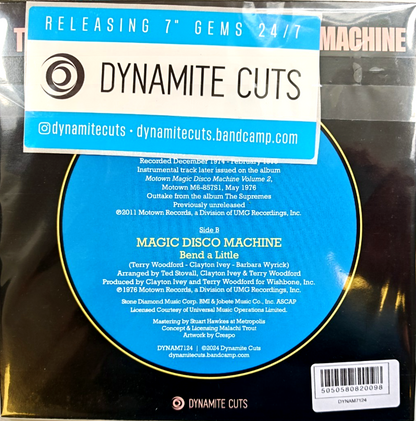 RELEASING 7" GEMS 24/7
T MACHINE
DYNAMITE CUTS
dynamitecuts · dynamitecuts.bandcamp.com
Recorded December 1974 - February 1975
Instrumental track later issued on the album
Motown Magic Disco Machine Volume 2,
Motown M6-857S1, May 1976
Outtake from the album The Supremes
Previously unreleased
©2011 Motown Records, a Division of UMG Recordings, Inc.
Side B
MAGIC DISCO MACHINE
Bend a Little
(Terry Woodford - Clayton Ivey - Barbara Wyrick)
Arranged by Ted Stovall, Clayton Ivey & Terry Woodford
Produced by Clayton Ivey and Terry Woodford for Wishbone, Inc.
℗1976 Motown Records, a Division of UMG Recordings, Inc.
Stone Diamond Music Corp. BMI & Jobete Music Co., Inc. ASCAP
Licensed Courtesy of Universal Music Operations Limited.
Mastering by Stuart Hawkes at Metropolis
Concept & Licensing Malachi Trout
Artwork by Crespo
DYNAM7124 | ©2024 Dynamite Cuts
dynamitecuts.bandcamp.com
5050580820098
DYNAM7124
DYNAMITE CUTS